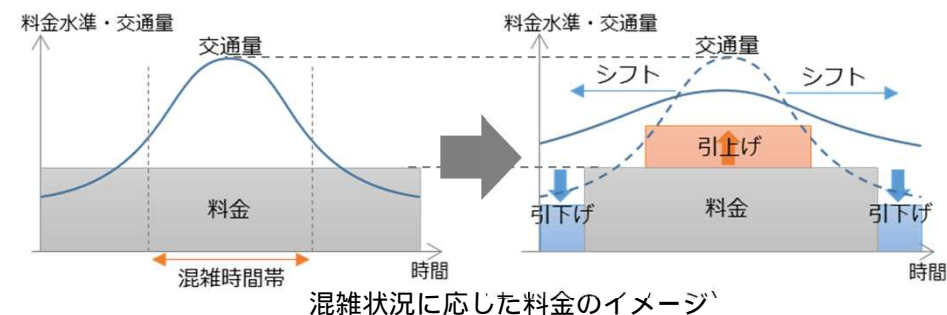 料金水準・交通量
交通量
料金
混雑時間帯
時間
料金水準・交通量
交通量
シフト
シフト
引上げ
引下げ
料金
引下げ
時間
混雑状況に応じた料金のイメージ